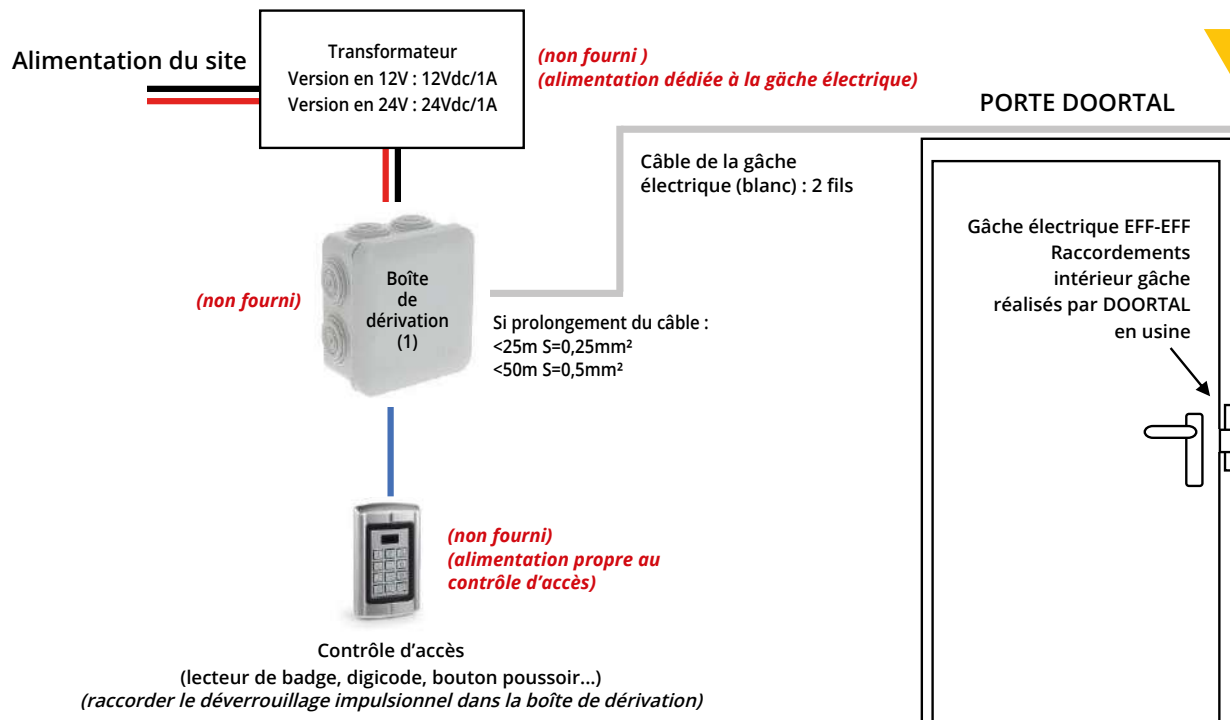 Alimentation du site
Transformateur
Version en 12V : 12Vdc/1A
Version en 24V : 24Vdc/1A
(non fourni )
(alimentation dédiée à la gäche électrique)
PORTE DOORTAL
Câble de la gâche
électrique (blanc) : 2 fils
Gâche électrique EFF-EFF
Raccordements
intérieur gâche
réalisés par DOORTAL
en usine
(non fourni)
Boîte
de
dérivation
(1)
Si prolongement du câble :
<25m S=0,25mm²
<50m S=0,5mm²
(non fourni)
(alimentation propre au
contrôle d’accès)
Contrôle d’accès
(lecteur de badge, digicode, bouton poussoir...)
(raccorder le déverrouillage impulsionnel dans la boîte de dérivation)